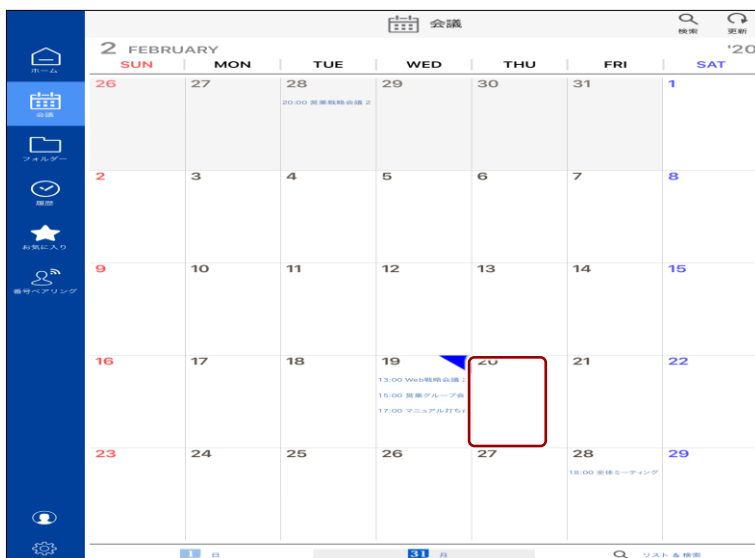 会議
検索
更新
2 FEBRUARY
'20
SUN MON TUE WED THU FRI SAT
26 27 28 29 30 31 1
20:00 営業戦略会議 2
2 3 4 5 6 7 8
9 10 11 12 13 14 15
16 17 18 19 20 21 22
13:00 Web戦略会議
15:00 営業グループ会
17:00 マニュアル打ち
23 24 25 26 27 28 29
18:00 全体ミーティング
ホーム
会議
フォルダー
履歴
お気に入り
番号ペアリング
1 日
31 月
リスト & 検索